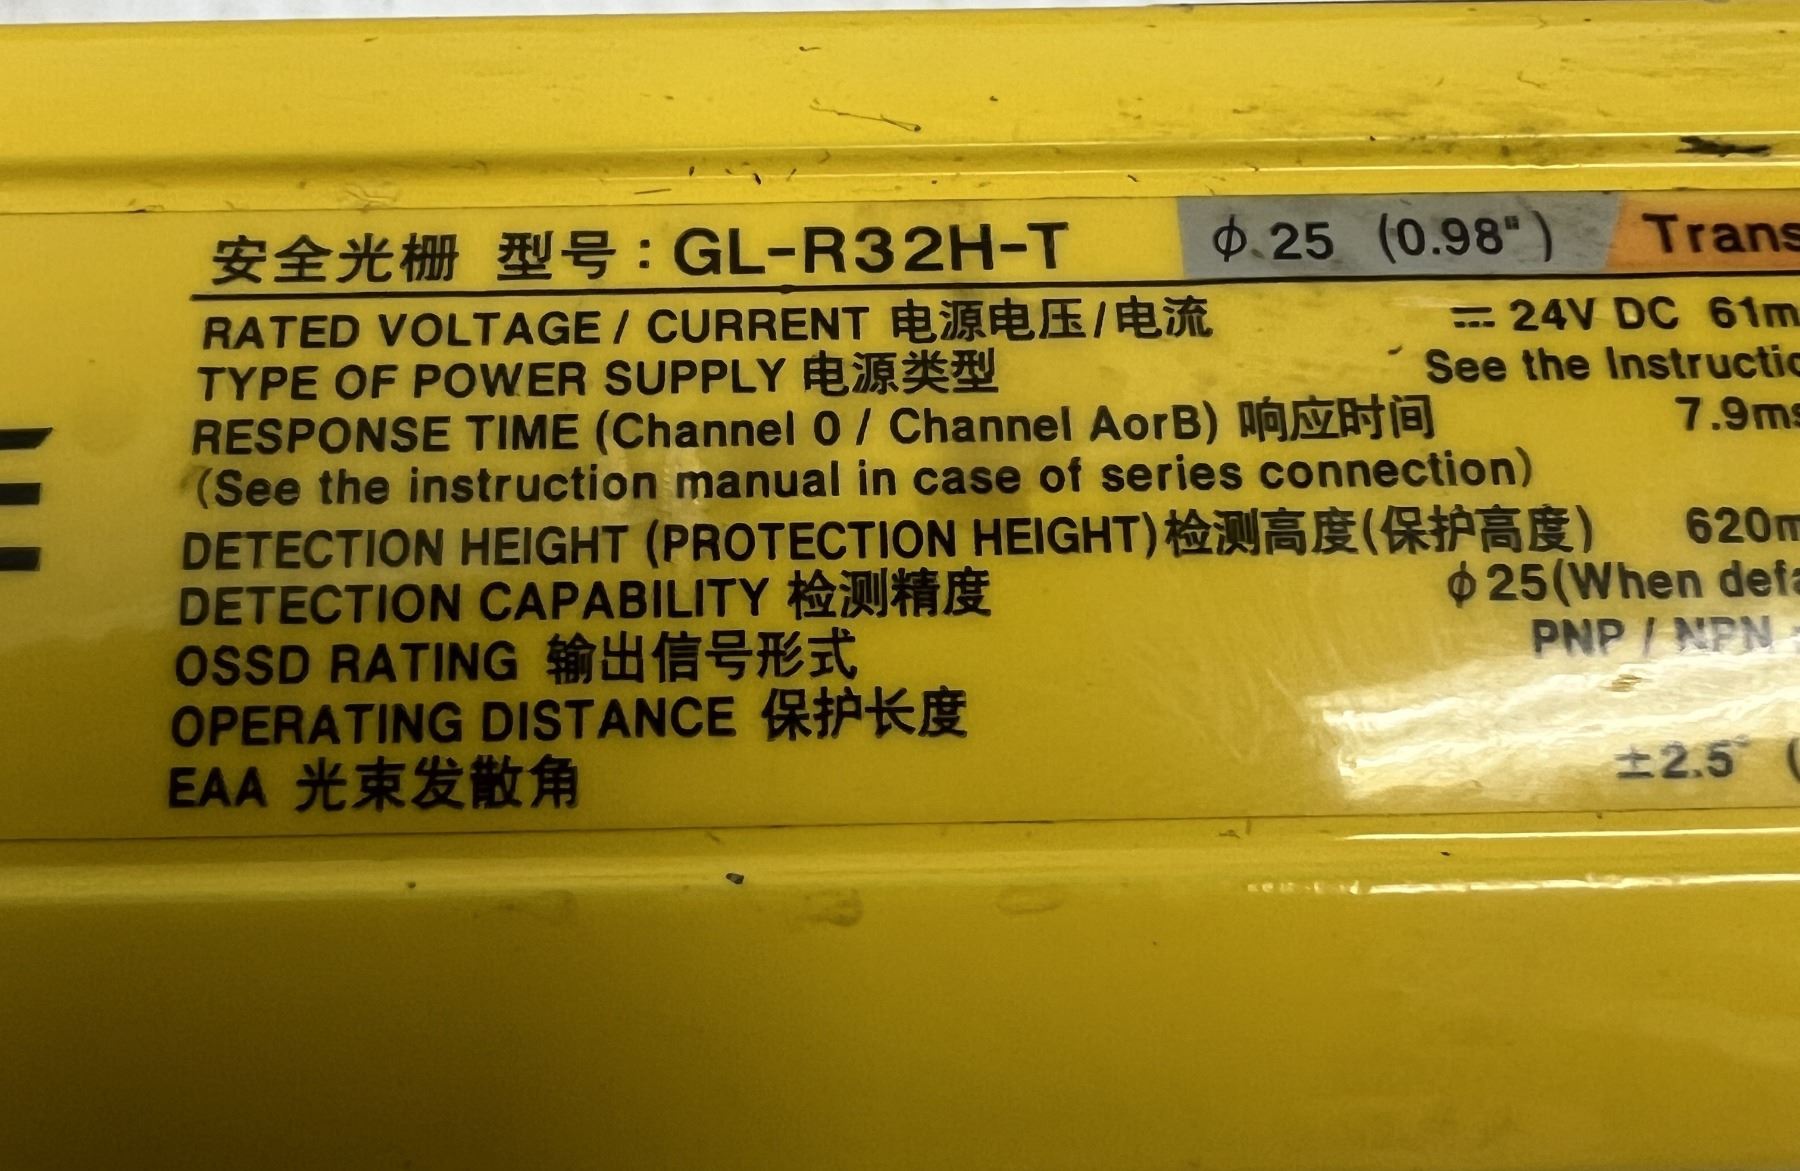 安全光栅 型号：GL-R32H-T ϕ 25 (0.98")
RATED VOLTAGE / CURRENT 电源电压/电流 ⎓ 24V DC
TYPE OF POWER SUPPLY 电源类型 See the
RESPONSE TIME (Channel 0 / Channel AorB) 响应时间 7.9ms
(See the instruction manual in case of series connection)
DETECTION HEIGHT (PROTECTION HEIGHT) 检测高度(保护高度)
DETECTION CAPABILITY 检测精度 ϕ25(When
OSSD RATING 输出信号形式 PNP / NPN
OPERATING DISTANCE 保护长度
EAA 光束发散角 ±2.5°